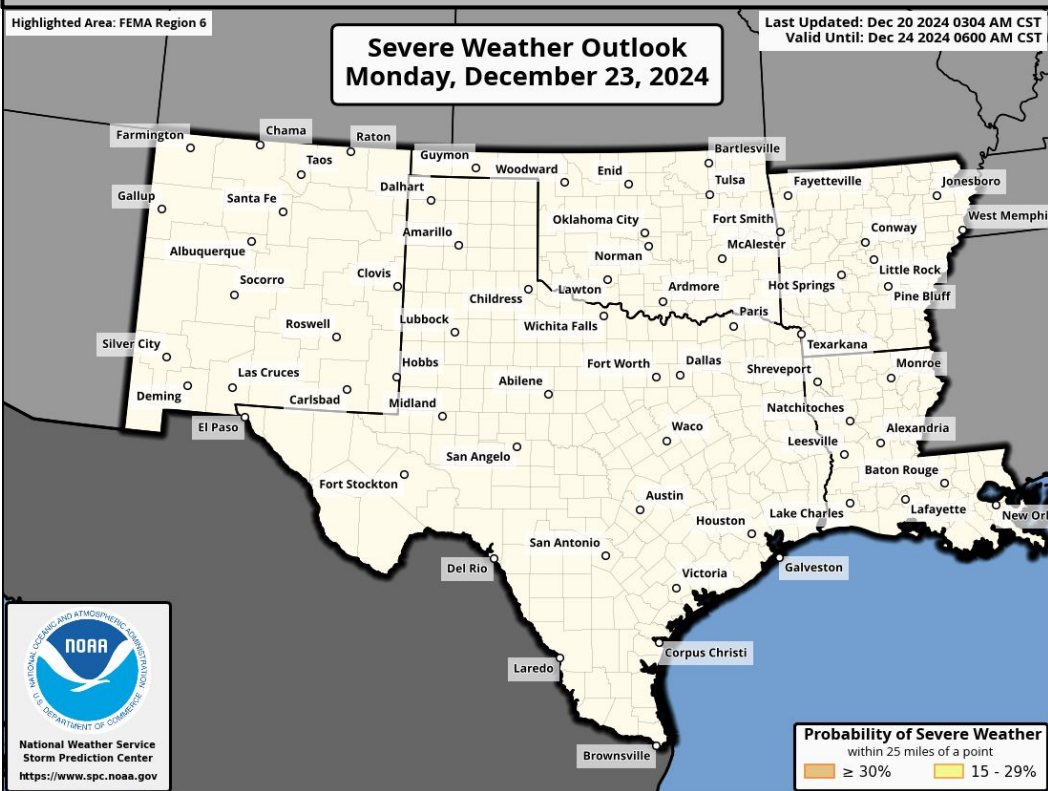 Highlighted Area: FEMA Region 6
Last Updated: Dec 20 2024 0304 AM CST
Valid Until: Dec 24 2024 0600 AM CST
Severe Weather Outlook
Monday, December 23, 2024
Farmington
Chama
Raton
Taos
Guymon
Woodward
Enid
Bartlesville
Tulsa
Fayetteville
Jonesboro
Gallup
Santa Fe
Dalhart
Oklahoma City
Fort Smith
West Memphi
Albuquerque
Amarillo
Norman
McAlester
Conway
Socorro
Clovis
Childress
Lawton
Ardmore
Hot Springs
Little Rock
Pine Bluff
Roswell
Lubbock
Wichita Falls
Paris
Texarkana
Silver City
Las Cruces
Hobbs
Fort Worth
Dallas
Shreveport
Monroe
Deming
Carlsbad
Midland
Abilene
Natchitoches
El Paso
Waco
Leesville
Alexandria
San Angelo
Fort Stockton
Baton Rouge
Austin
Houston
Lake Charles
Lafayette
New Orl
Del Rio
San Antonio
Galveston
Victoria
Laredo
Corpus Christi
Brownsville
NATIONAL OCEANIC AND ATMOSPHERIC ADMINISTRATION
NOAA
U.S. DEPARTMENT OF COMMERCE
National Weather Service
Storm Prediction Center
https://www.spc.noaa.gov
Probability of Severe Weather
within 25 miles of a point
≥ 30%
15 - 29%